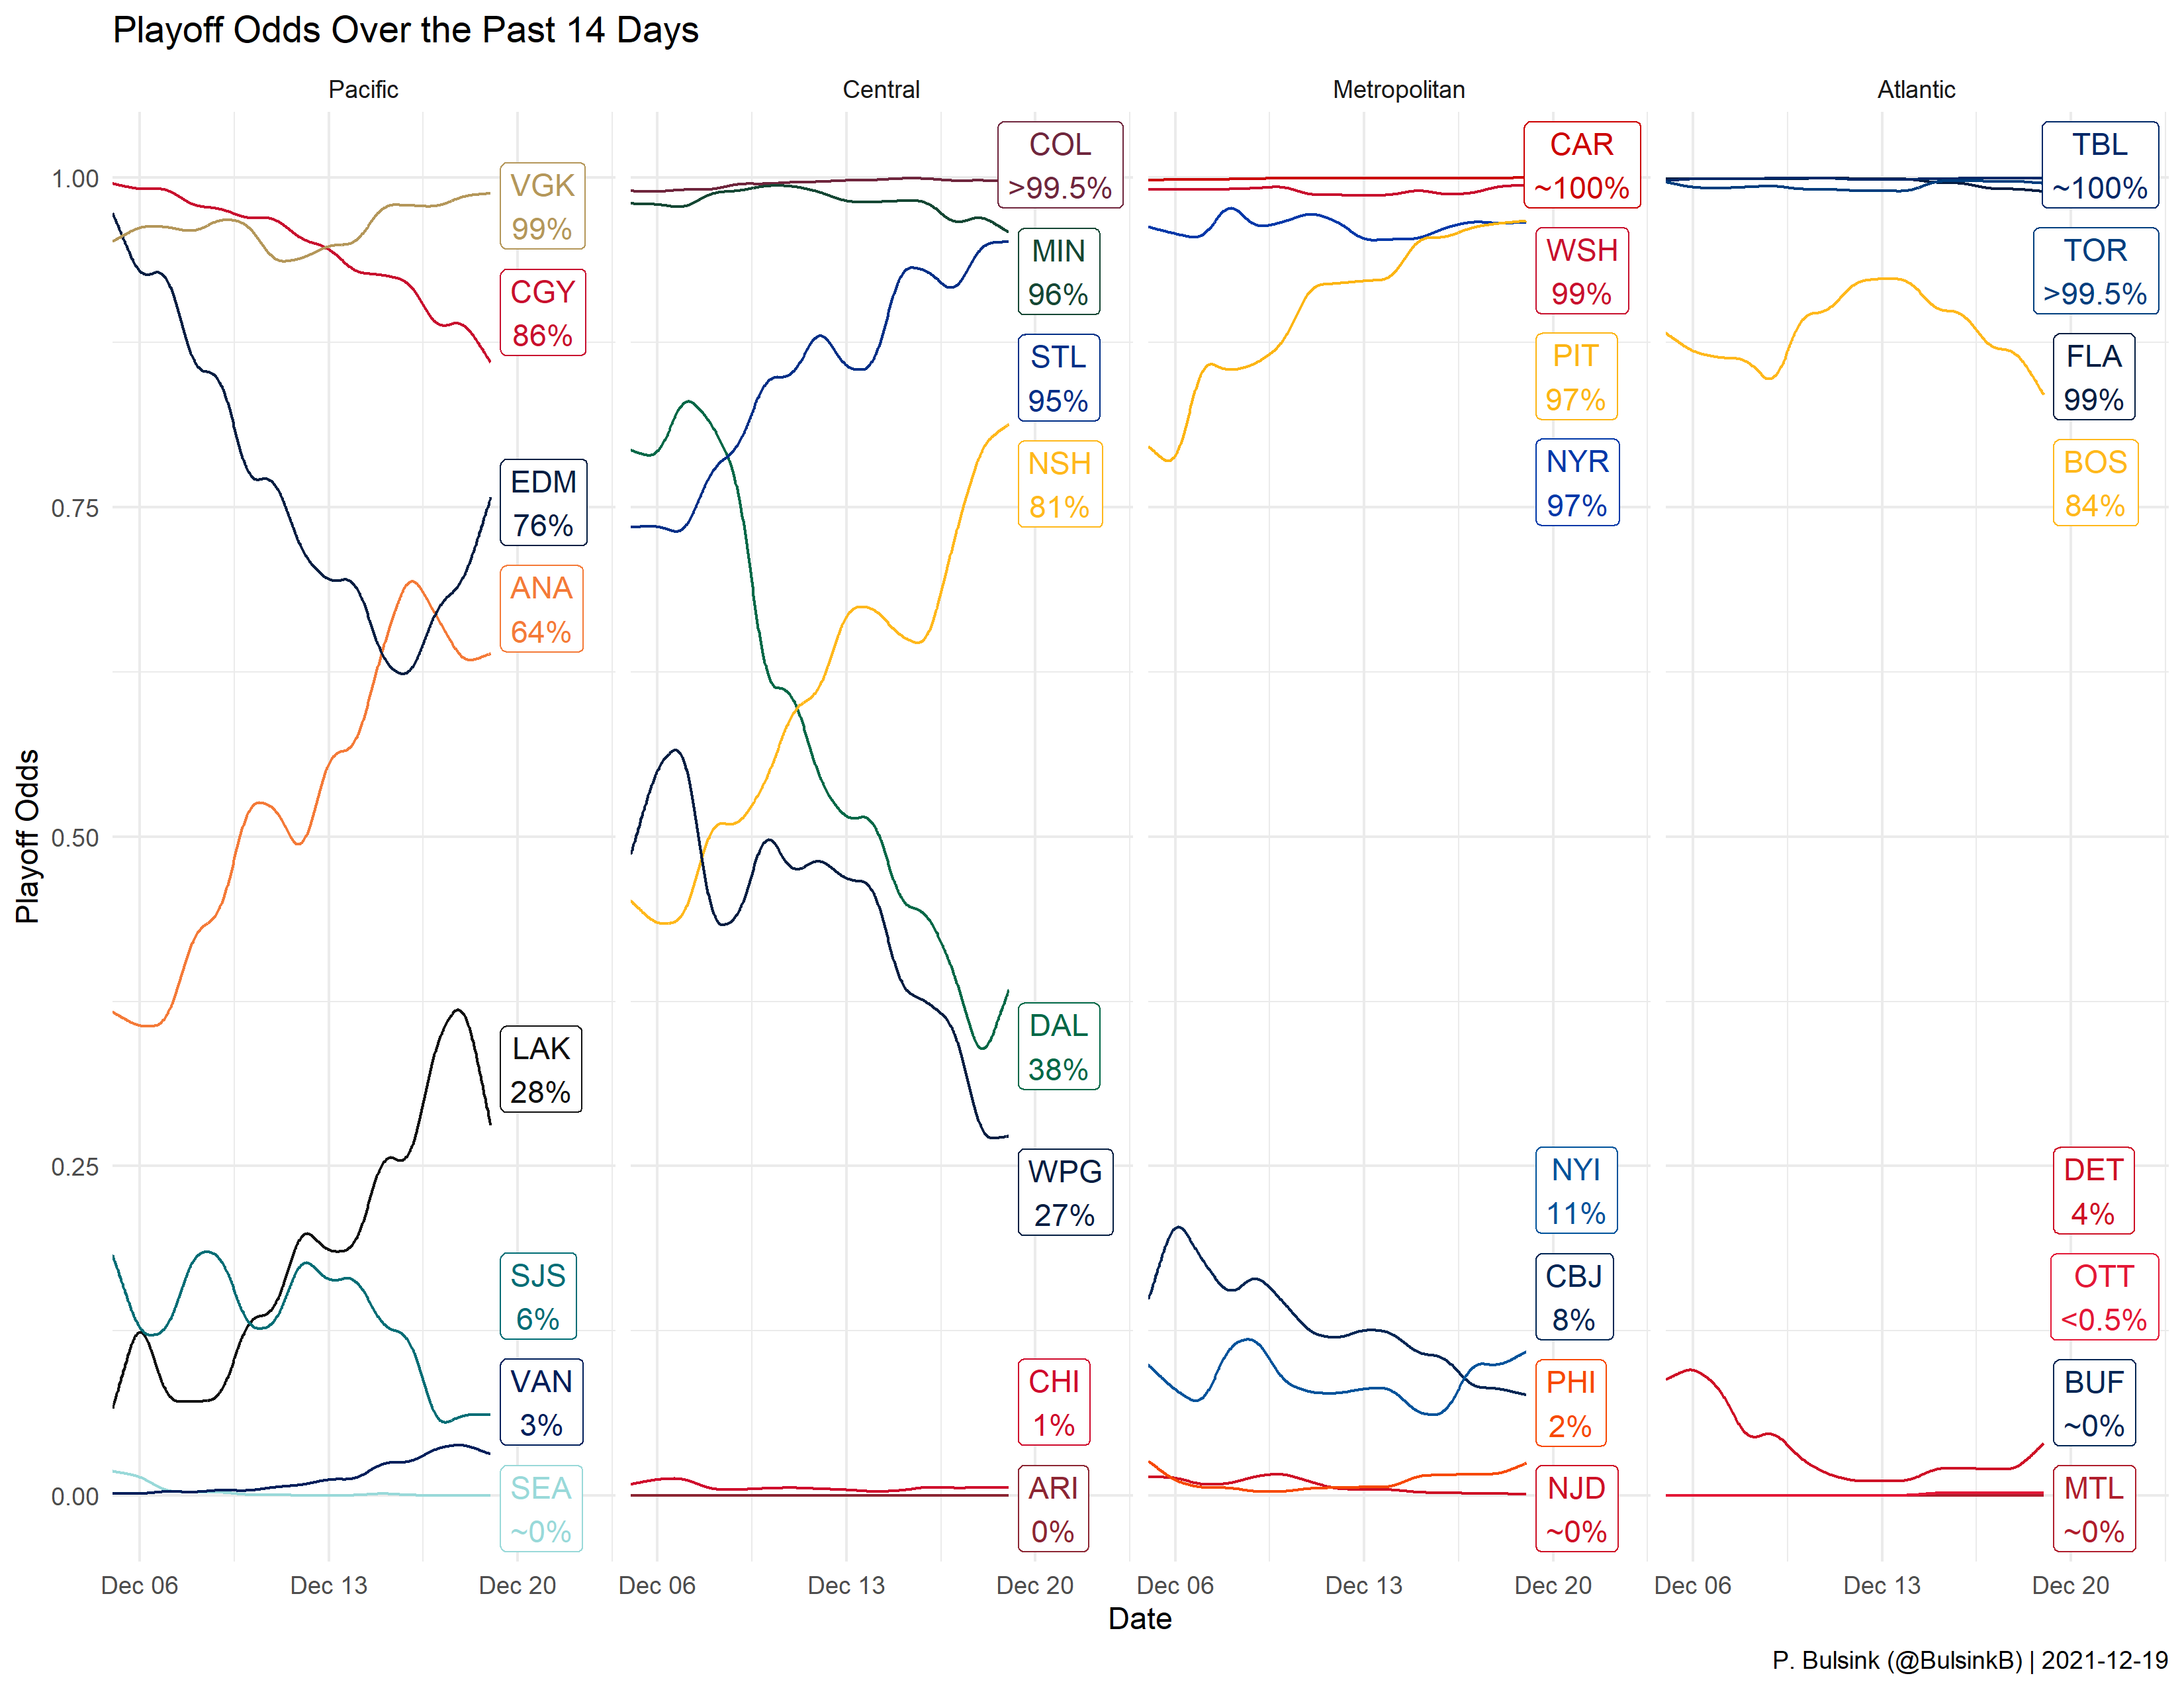 Playoff Odds Over the Past 14 Days
Pacific
Central
Metropolitan
Atlantic
Playoff Odds
1.00
0.75
0.50
0.25
0.00
VGK
99%
CGY
86%
EDM
76%
ANA
64%
LAK
28%
SJS
6%
VAN
3%
SEA
~0%
COL
>99.5%
MIN
96%
STL
95%
NSH
81%
DAL
38%
WPG
27%
CHI
1%
ARI
0%
CAR
~100%
WSH
99%
PIT
97%
NYR
97%
NYI
11%
CBJ
8%
PHI
2%
NJD
~0%
TBL
~100%
TOR
>99.5%
FLA
99%
BOS
84%
DET
4%
OTT
<0.5%
BUF
~0%
MTL
~0%
Dec 06 Dec 13 Dec 20 Dec 06 Dec 13 Dec 20 Dec 06 Dec 13 Dec 20 Dec 06 Dec 13 Dec 20
Date
P. Bulsink (@BulsinkB) | 2021-12-19